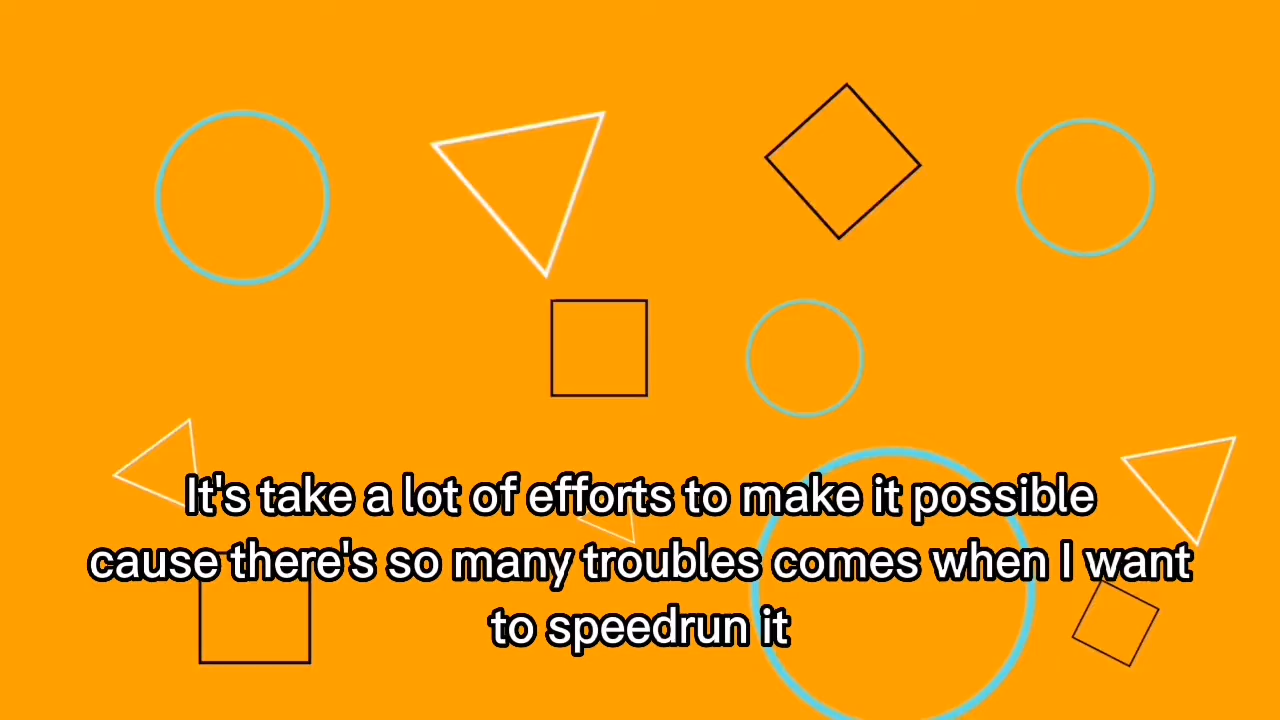 It's take a lot of efforts to make it possible
cause there's so many troubles comes when I want
to speedrun it